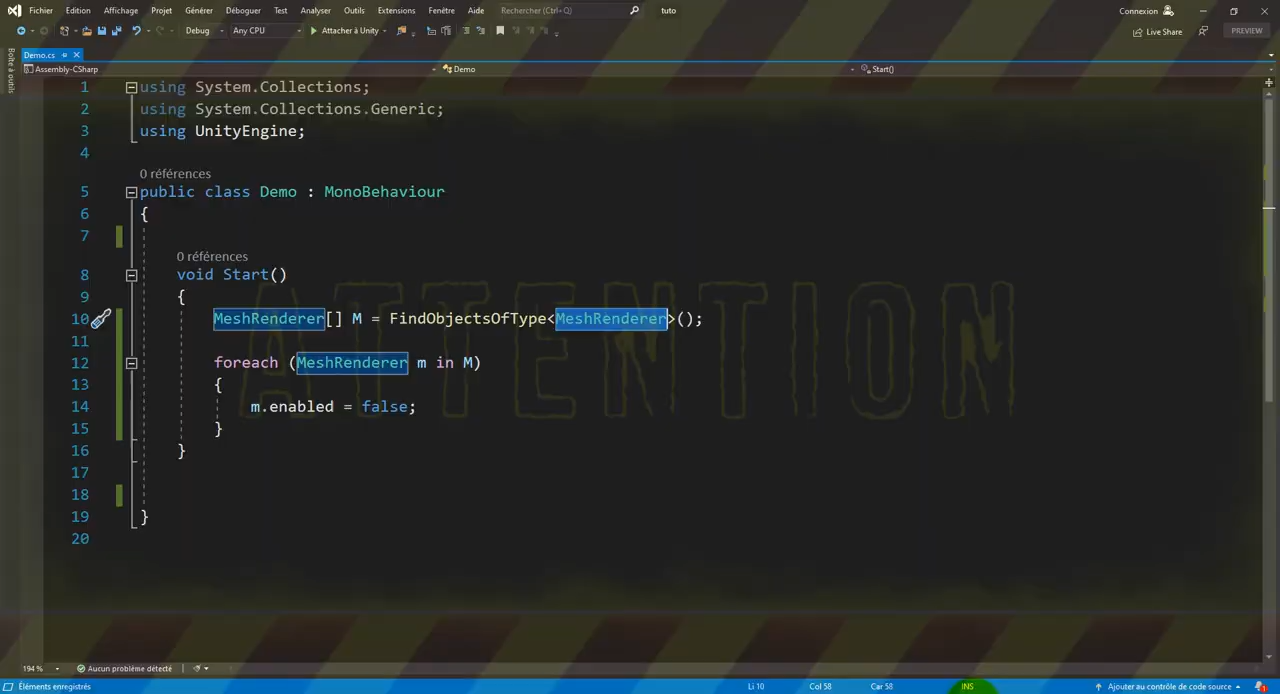 Fichier Edition Affichage Projet Générer Déboguer Test Analyser Outils Extensions Fenêtre Aide Rechercher (Ctrl+Q) tuto Connexion
Debug Any CPU Attacher à Unity Live Share PREVIEW
Boîte à outils
Demo.cs
Assembly-CSharp Demo Start()
1 using System.Collections;
2 using System.Collections.Generic;
3 using UnityEngine;
4
0 références
5 public class Demo : MonoBehaviour
6 {
7
0 références
8 void Start()
9 {
10 MeshRenderer[] M = FindObjectsOfType<MeshRenderer>();
11
12 foreach (MeshRenderer m in M)
13 {
14 m.enabled = false;
15 }
16 }
17
18
19 }
20
ATTENTION
194 % Aucun problème détecté
Éléments enregistrés Li 10 Col 58 Car 58 INS Ajouter au contrôle de code source 1